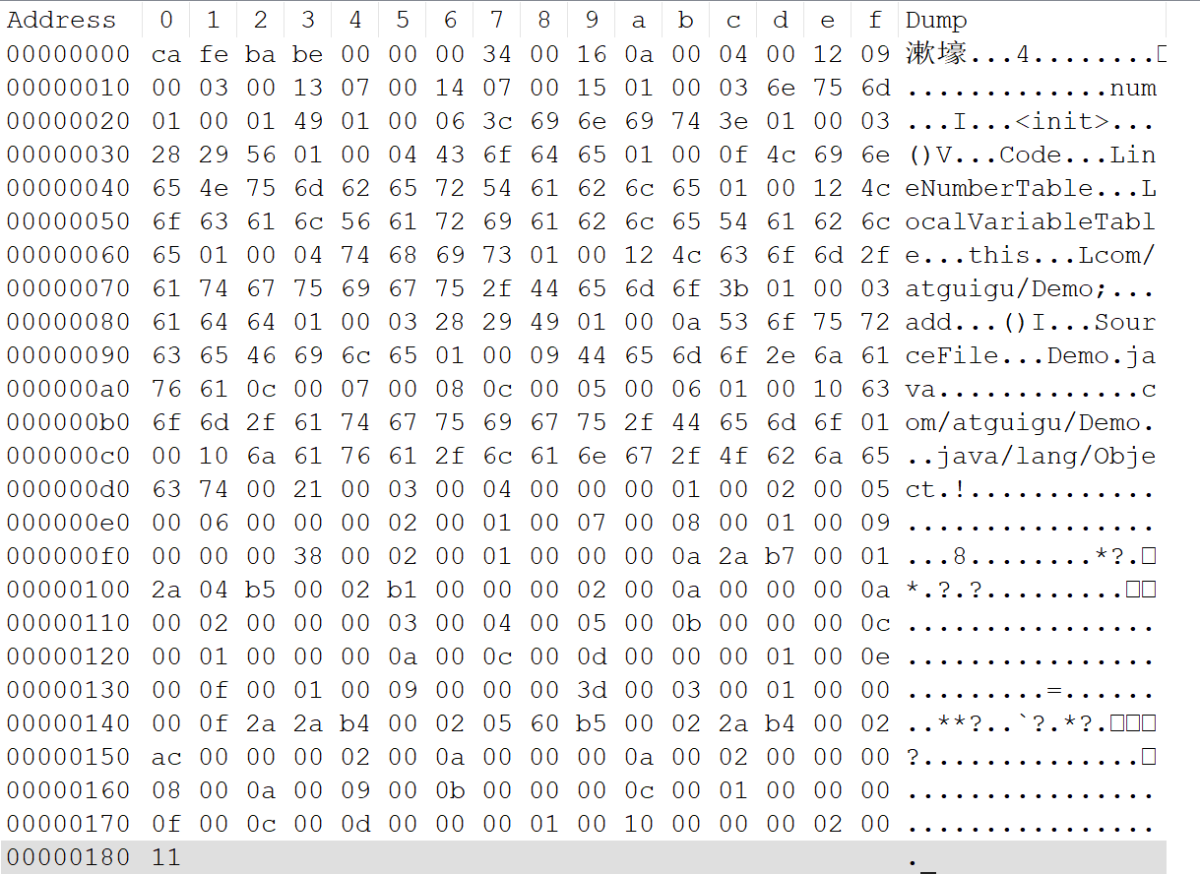 Address 0 1 2 3 4 5 6 7 8 9 a b c d e f Dump
00000000 ca fe ba be 00 00 00 34 00 16 0a 00 04 00 12 09 漱壕...4........□
00000010 00 03 00 13 07 00 14 07 00 15 01 00 03 6e 75 6d .............num
00000020 01 00 01 49 01 00 06 3c 69 6e 69 74 3e 01 00 03 ...I...<init>...
00000030 28 29 56 01 00 04 43 6f 64 65 01 00 0f 4c 69 6e ()V...Code...Lin
00000040 65 4e 75 6d 62 65 72 54 61 62 6c 65 01 00 12 4c eNumberTable...L
00000050 6f 63 61 6c 56 61 72 69 61 62 6c 65 54 61 62 6c ocalVariableTabl
00000060 65 01 00 04 74 68 69 73 01 00 12 4c 63 6f 6d 2f e...this...Lcom/
00000070 61 74 67 75 69 67 75 2f 44 65 6d 6f 3b 01 00 03 atguigu/Demo;...
00000080 61 64 64 01 00 03 28 29 49 01 00 0a 53 6f 75 72 add...()I...Sour
00000090 63 65 46 69 6c 65 01 00 09 44 65 6d 6f 2e 6a 61 ceFile...Demo.ja
000000a0 76 61 0c 00 07 00 08 0c 00 05 00 06 01 00 10 63 va.............c
000000b0 6f 6d 2f 61 74 67 75 69 67 75 2f 44 65 6d 6f 01 om/atguigu/Demo.
000000c0 00 10 6a 61 76 61 2f 6c 61 6e 67 2f 4f 62 6a 65 ..java/lang/Obje
000000d0 63 74 00 21 00 03 00 04 00 00 00 01 00 02 00 05 ct.!............
000000e0 00 06 00 00 00 02 00 01 00 07 00 08 00 01 00 09 ................
000000f0 00 00 00 38 00 02 00 01 00 00 00 0a 2a b7 00 01 ...8........*?.□
00000100 2a 04 b5 00 02 b1 00 00 00 02 00 0a 00 00 00 0a *.?.?.........□□
00000110 00 02 00 00 00 03 00 04 00 05 00 0b 00 00 00 0c ................
00000120 00 01 00 00 00 0a 00 0c 00 0d 00 00 00 01 00 0e ................
00000130 00 0f 00 01 00 09 00 00 00 3d 00 03 00 01 00 00 .........=......
00000140 00 0f 2a 2a b4 00 02 05 60 b5 00 02 2a b4 00 02 ..**?..`?.*?.□□□
00000150 ac 00 00 00 02 00 0a 00 00 00 0a 00 02 00 00 00 ?..............□
00000160 08 00 0a 00 09 00 0b 00 00 00 0c 00 01 00 00 00 ................
00000170 0f 00 0c 00 0d 00 00 00 01 00 10 00 00 00 02 00 ................
00000180 11 ._